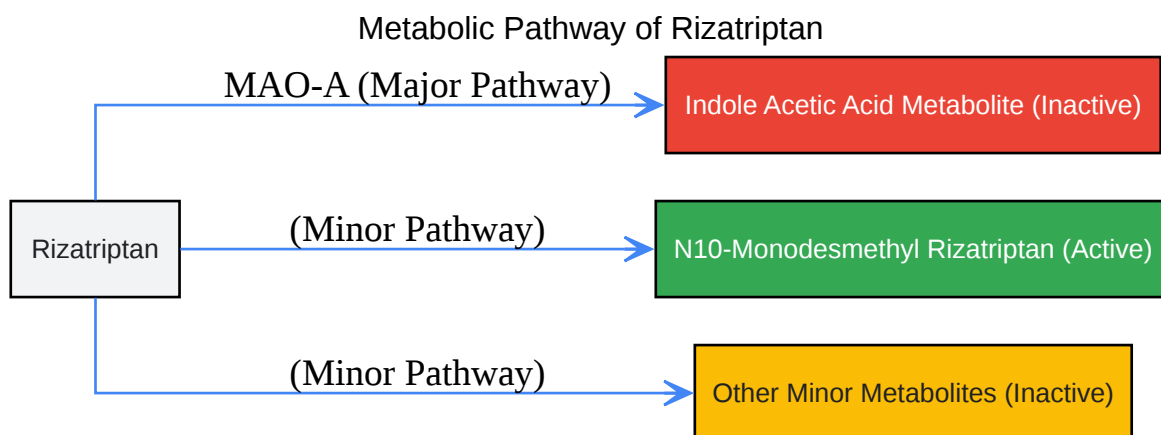 Metabolic Pathway of Rizatriptan
MAO-A (Major Pathway)
Indole Acetic Acid Metabolite (Inactive)
Rizatriptan
(Minor Pathway)
N10-Monodesmethyl Rizatriptan (Active)
(Minor Pathway)
Other Minor Metabolites (Inactive)